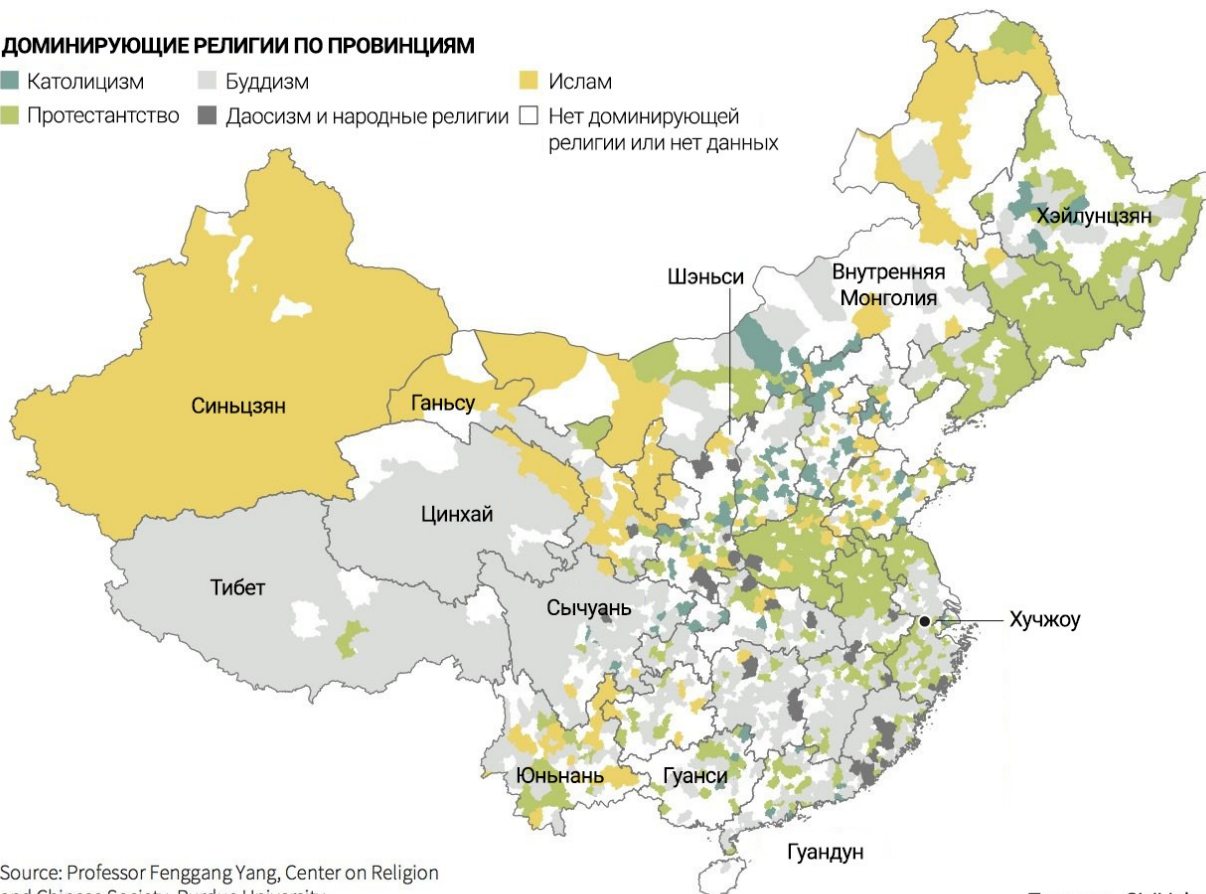 ДОМИНИРУЮЩИЕ РЕЛИГИИ ПО ПРОВИНЦИЯМ
Католицизм
Буддизм
Ислам
Протестантство
Даосизм и народные религии
Нет доминирующей
религии или нет данных
Хэйлунцзян
Шэньси
Внутренняя
Монголия
Синьцзян
Ганьсу
Цинхай
Тибет
Сычуань
Хучжоу
Юньнань
Гуанси
Гуандун
Source: Professor Fenggang Yang, Center on Religion